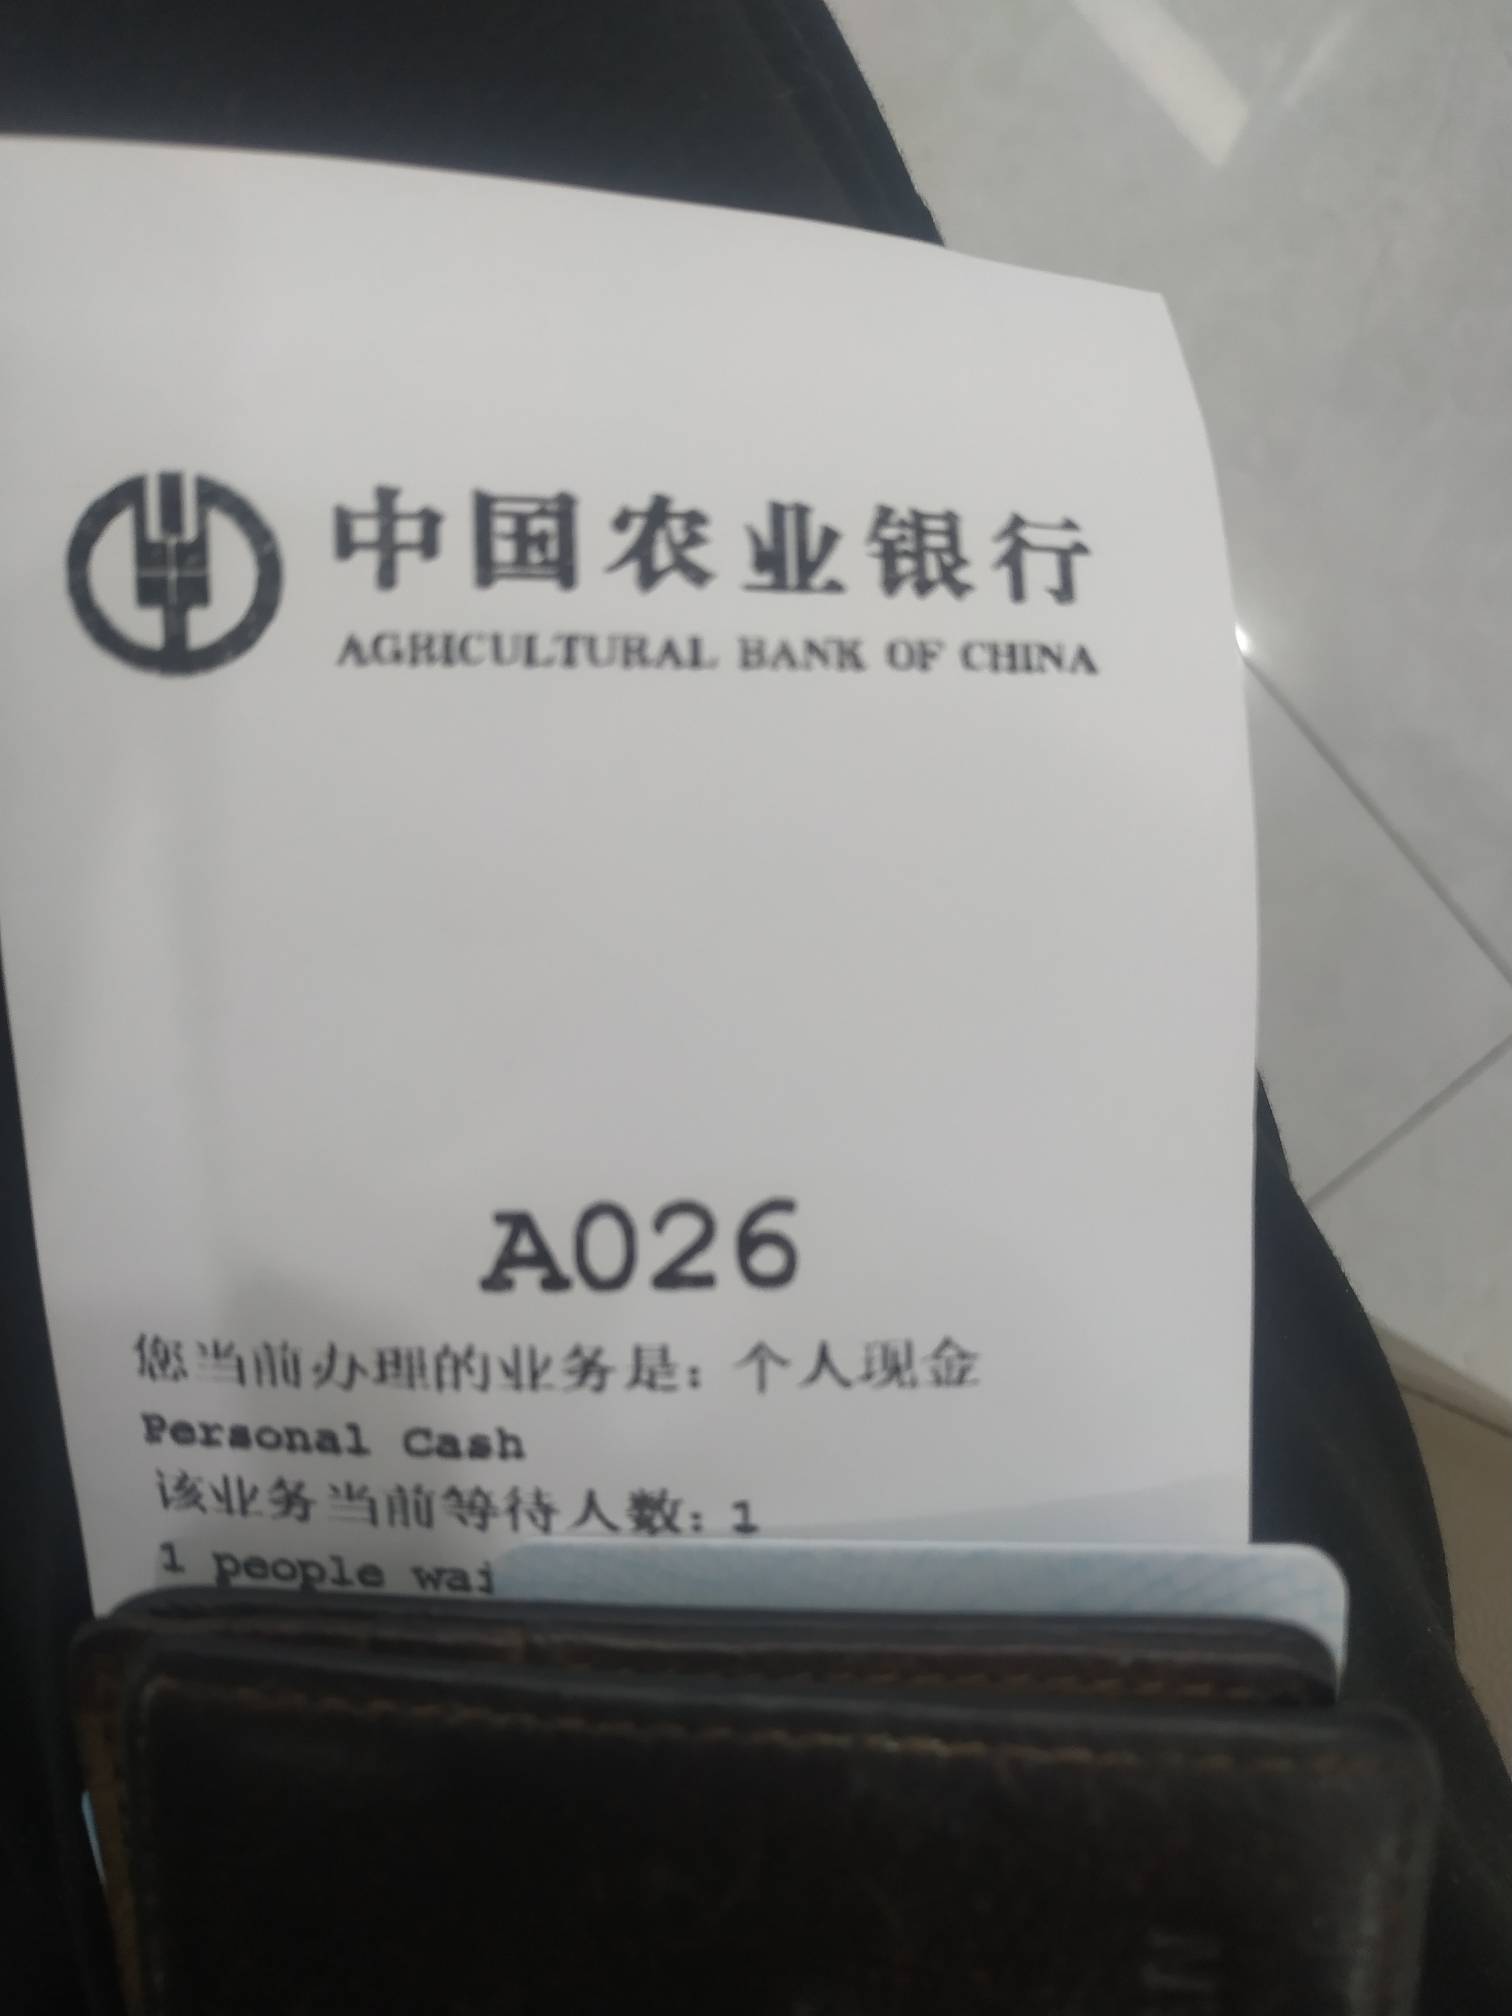 中国农业银行
AGRICULTURAL BANK OF CHINA
A026
您当前办理的业务是: 个人现金
Personal Cash
该业务当前等待人数: 1
1 people wai